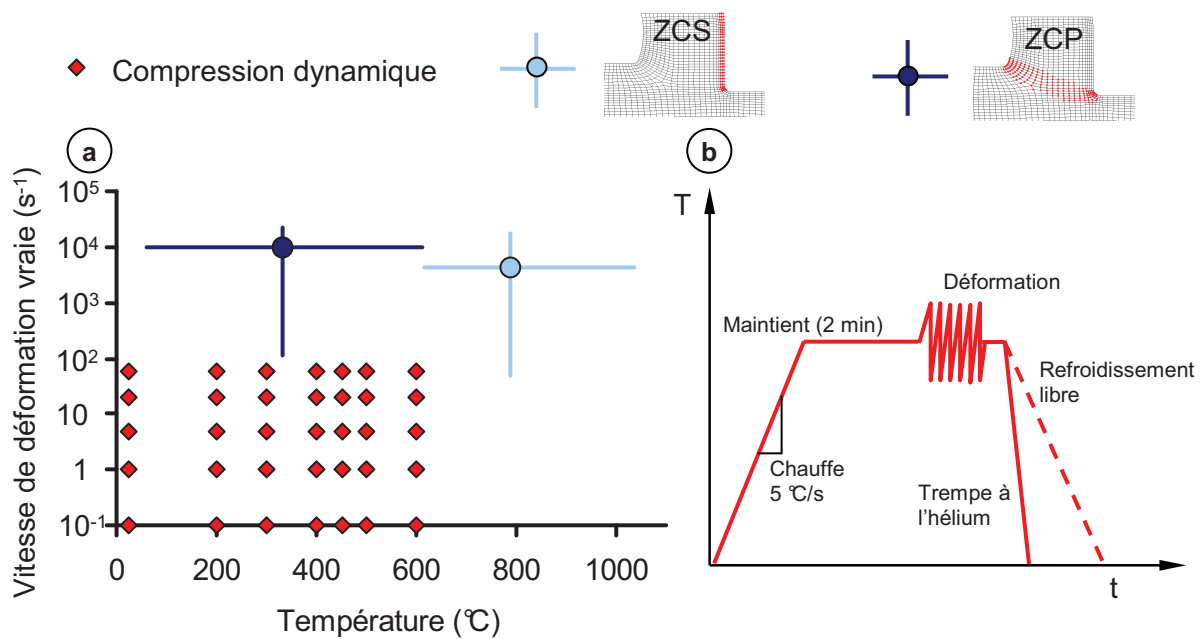 Compression dynamique
ZCS
ZCP
a
b
Vitesse de déformation vraie (s⁻¹)
10⁵
10⁴
10³
10²
10
1
10⁻¹
0 200 400 600 800 1000
Température (°C)
T
Déformation
Maintient (2 min)
Refroidissement
libre
Chauffe
5 °C/s
Trempe à
l'hélium
t